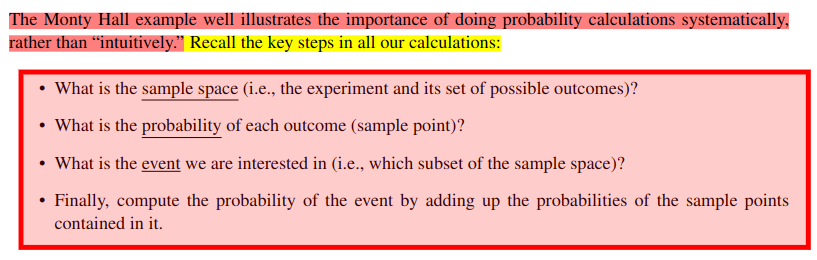 The Monty Hall example well illustrates the importance of doing probability calculations systematically,
rather than “intuitively.” Recall the key steps in all our calculations:
• What is the sample space (i.e., the experiment and its set of possible outcomes)?
• What is the probability of each outcome (sample point)?
• What is the event we are interested in (i.e., which subset of the sample space)?
• Finally, compute the probability of the event by adding up the probabilities of the sample points
contained in it.